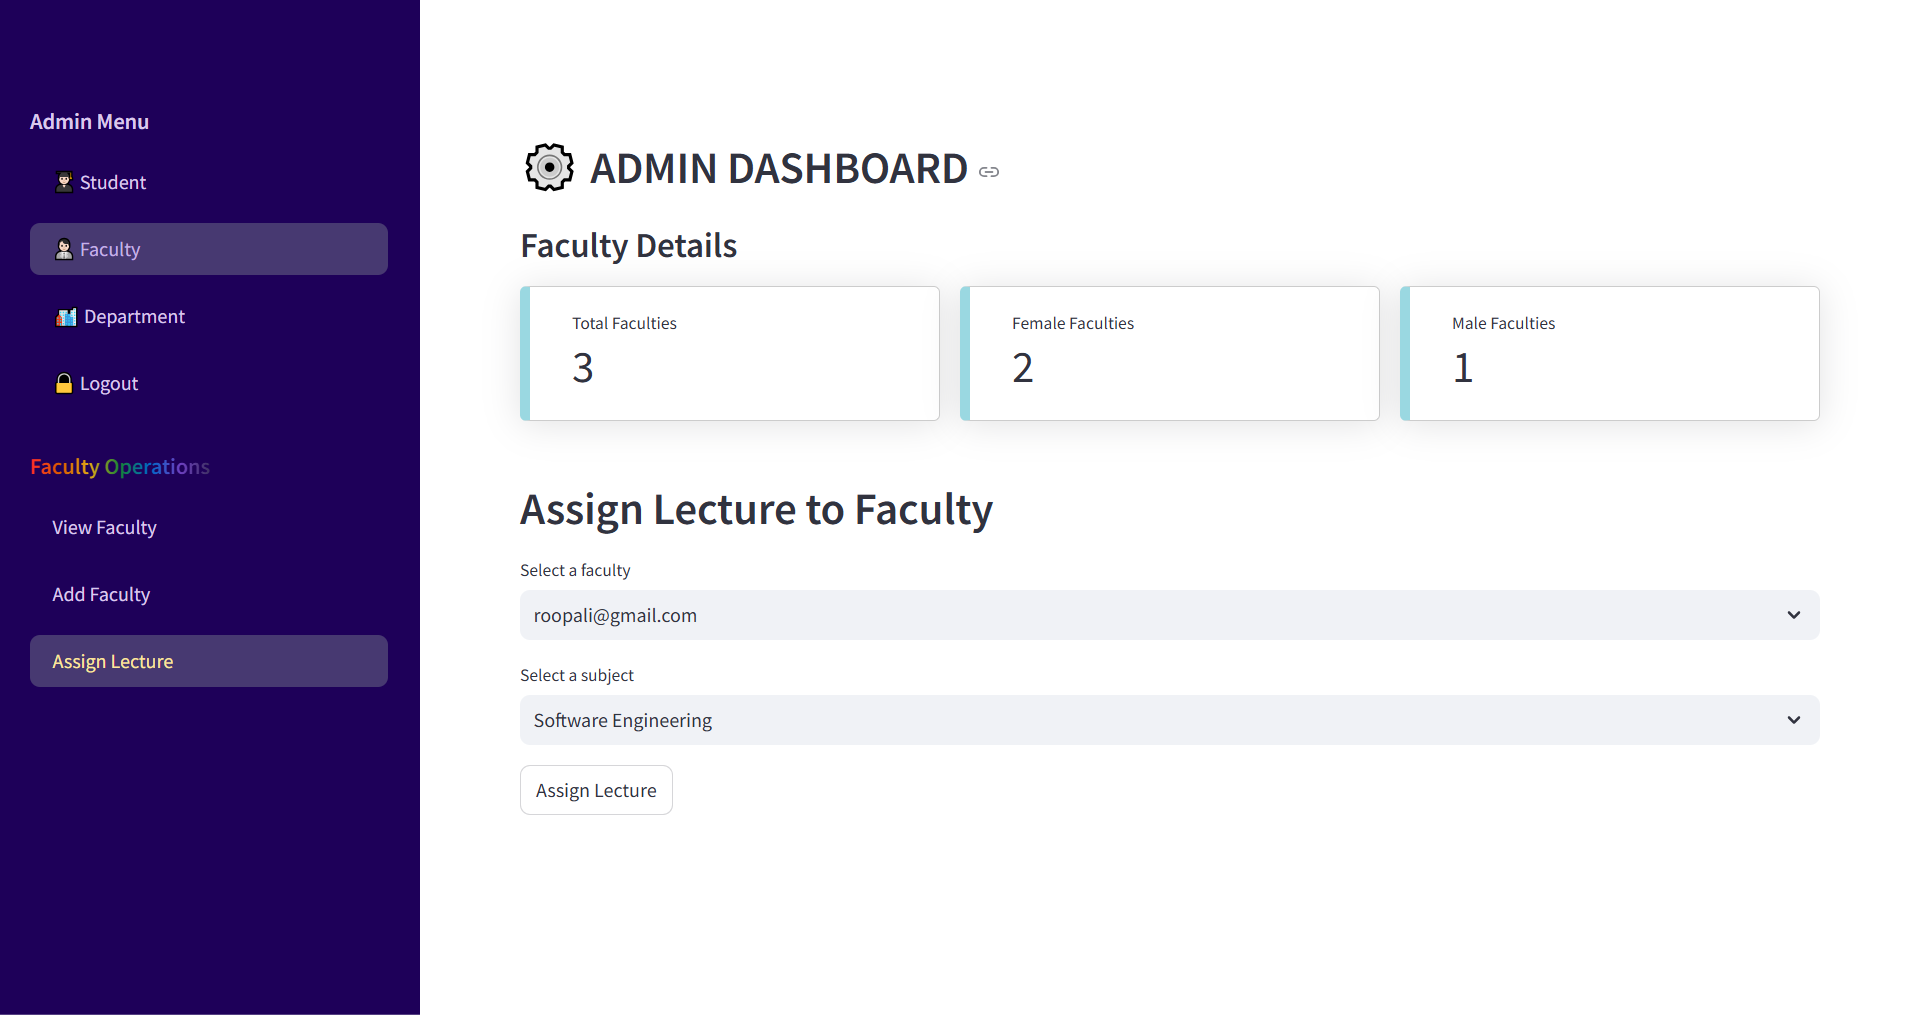 Admin Menu
Student
Faculty
Department
Logout
Faculty Operations
View Faculty
Add Faculty
Assign Lecture
ADMIN DASHBOARD
Faculty Details
Total Faculties
3
Female Faculties
2
Male Faculties
1
Assign Lecture to Faculty
Select a faculty
roopali@gmail.com
Select a subject
Software Engineering
Assign Lecture